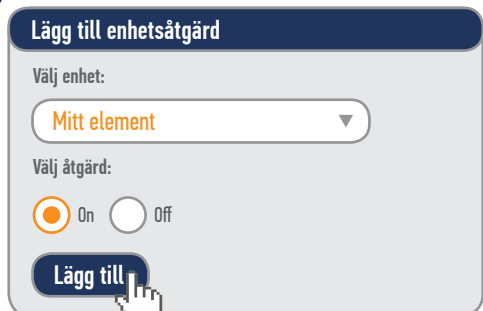 Lägg till enhetsåtgärd
Välj enhet:
Mitt element
Välj åtgärd:
On Off
Lägg till